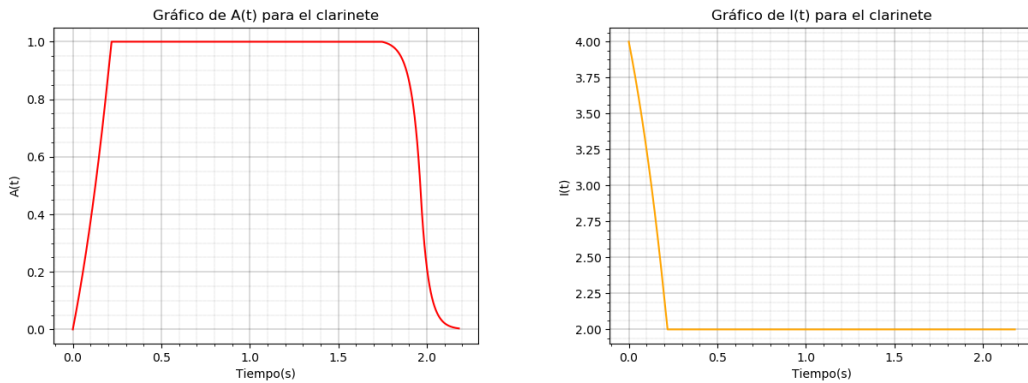 Gráfico de A(t) para el clarinete
1.0
0.8
0.6
0.4
0.2
0.0
A(t)
0.0 0.5 1.0 1.5 2.0
Tiempo(s)
Gráfico de I(t) para el clarinete
4.00
3.75
3.50
3.25
3.00
2.75
2.50
2.25
2.00
I(t)
0.0 0.5 1.0 1.5 2.0
Tiempo(s)